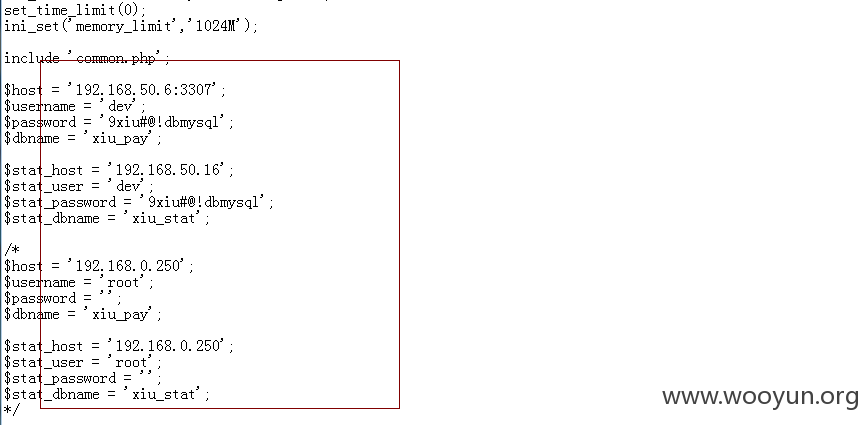 set_time_limit(0);
ini_set('memory_limit','1024M');
include 'common.php';
$host = '192.168.50.6:3307';
$username = 'dev';
$password = '9xiu#@!dbmysql';
$dbname = 'xiu_pay';
$stat_host = '192.168.50.16';
$stat_user = 'dev';
$stat_password = '9xiu#@!dbmysql';
$stat_dbname = 'xiu_stat';
/*
$host = '192.168.0.250';
$username = 'root';
$password = '';
$dbname = 'xiu_pay';
$stat_host = '192.168.0.250';
$stat_user = 'root';
$stat_password = '';
$stat_dbname = 'xiu_stat';
*/
www.wooyun.org